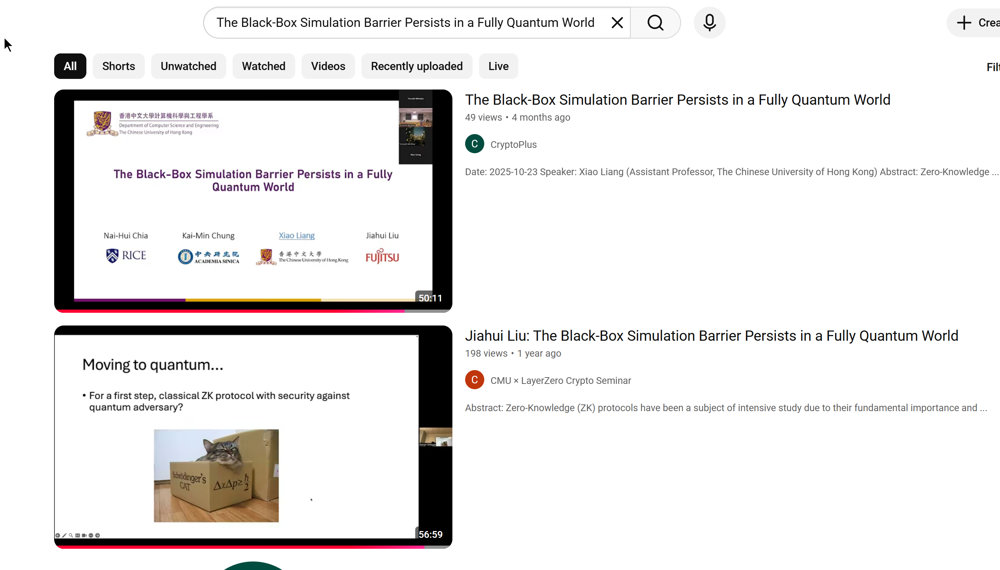 The Black-Box Simulation Barrier Persists in a Fully Quantum World
Crea
All
Shorts
Unwatched
Watched
Videos
Recently uploaded
Live
Filt
香港中文大學計算機科學與工程學系
Department of Computer Science and Engineering
The Chinese University of Hong Kong
Xiao Liang
The Black-Box Simulation Barrier Persists in a Fully
Quantum World
Nai-Hui Chia
Kai-Min Chung
Xiao Liang
Jiahui Liu
RICE
中央研究院
ACADEMIA SINICA
香港中文大學
The Chinese University of Hong Kong
FUJITSU
50:11
The Black-Box Simulation Barrier Persists in a Fully Quantum World
49 views • 4 months ago
C
CryptoPlus
Date: 2025-10-23 Speaker: Xiao Liang (Assistant Professor, The Chinese University of Hong Kong) Abstract: Zero-Knowledge ...
Moving to quantum...
• For a first step, classical ZK protocol with security against
quantum adversary?
Schrödinger's
CAT
ΔxΔp≥ħ/2
56:59
Jiahui Liu: The Black-Box Simulation Barrier Persists in a Fully Quantum World
198 views • 1 year ago
C
CMU × LayerZero Crypto Seminar
Abstract: Zero-Knowledge (ZK) protocols have been a subject of intensive study due to their fundamental importance and ...